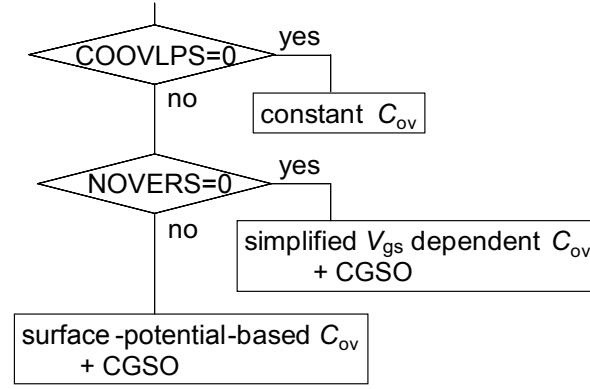 COOVLPS=0
yes
no
constant Cov
NOVERS=0
yes
no
simplified Vgs dependent Cov
+ CGSO
surface-potential-based Cov
+ CGSO